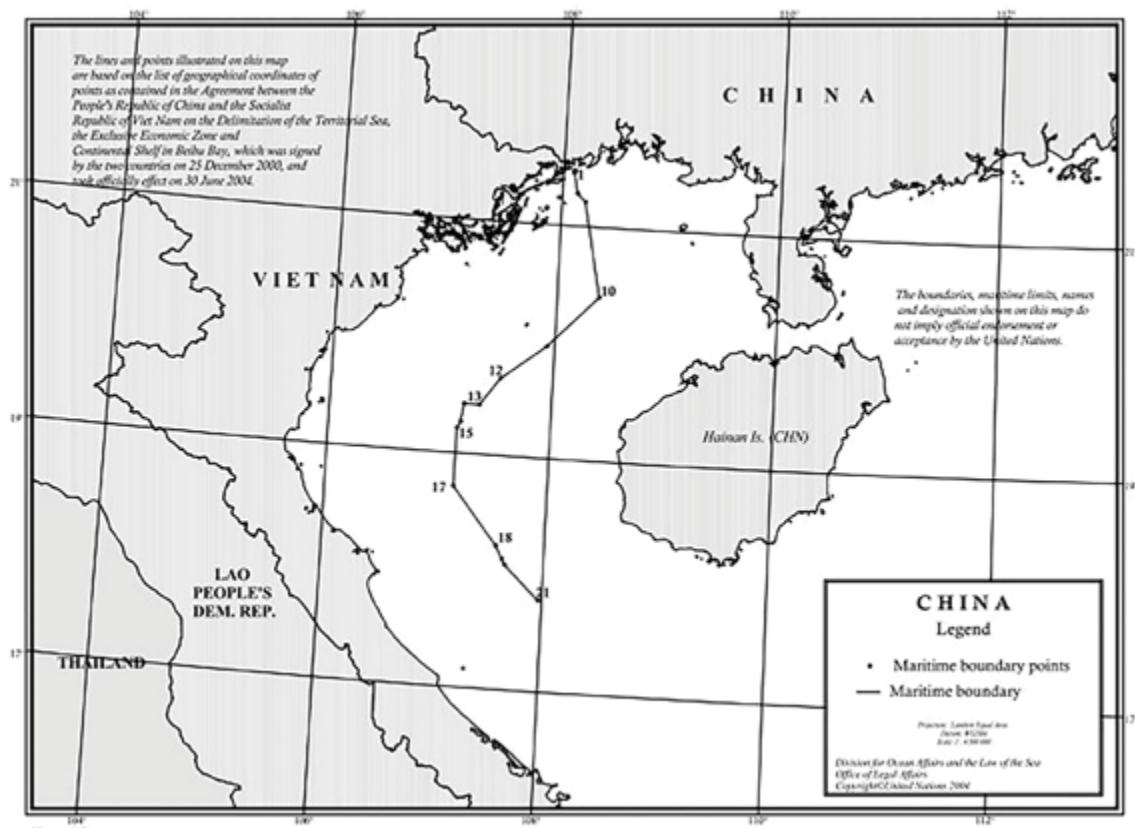 104°
106°
108°
110°
112°
The lines and points illustrated on this map
are based on the list of geographical coordinates of
points as contained in the Agreement between the
People's Republic of China and the Socialist
Republic of Viet Nam on the Delimitation of the Territorial Sea,
the Exclusive Economic Zone and
Continental Shelf in Beibu Bay, which was signed
by the two countries on 25 December 2000, and
took officially effect on 30 June 2004.
CHINA
1
21°
21°
VIET NAM
10
The boundaries, maritime limits, names
and designation shown on this map do
not imply official endorsement or
acceptance by the United Nations.
12
13
19°
15
Hainan Is. (CHN)
17
19°
18
LAO
PEOPLE'S
DEM. REP.
21
THAILAND
17°
17°
CHINA
Legend
Maritime boundary points
Maritime boundary
Division for Ocean Affairs and the Law of the Sea
Office of Legal Affairs
Copyright©United Nations 2004
104°
106°
108°
110°
112°